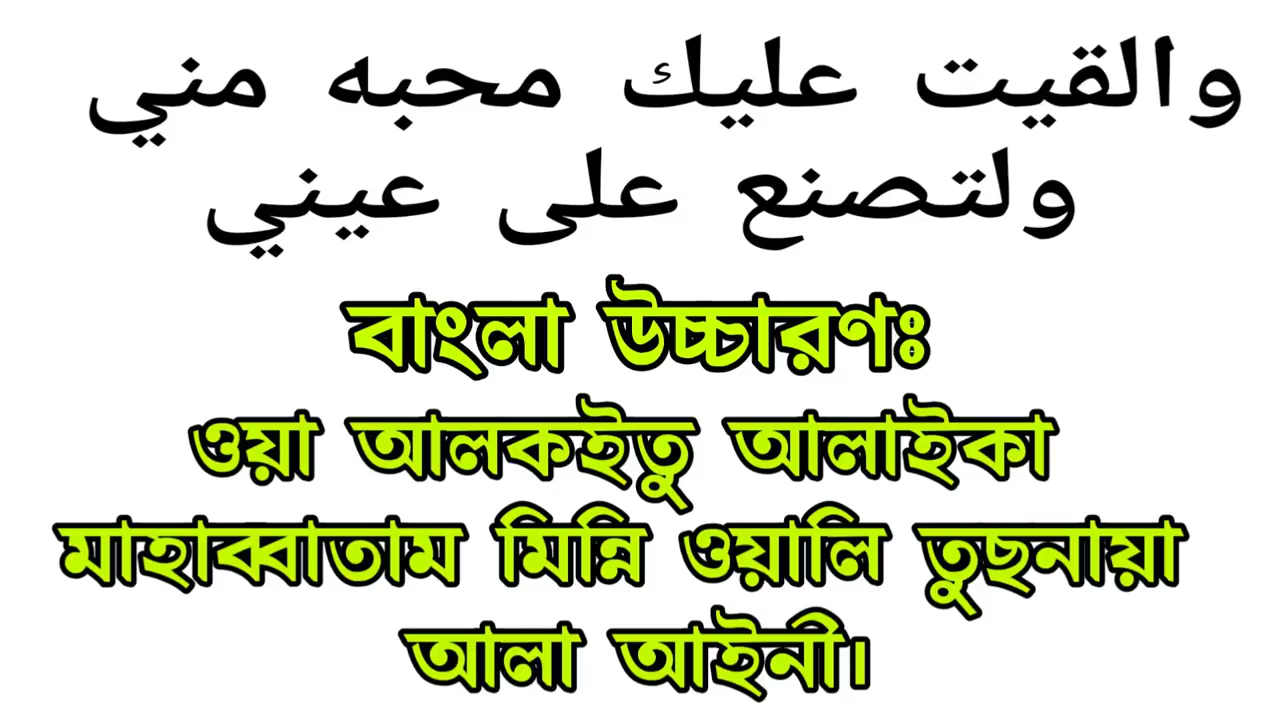 والقيت عليك محبه مني
ولتصنع على عيني
বাংলা উচ্চারণঃ
ওয়া আলকইতু আলাইকা
মাহাব্বাতাম মিন্নি ওয়ালি তুছনায়া
আলা আইনী।